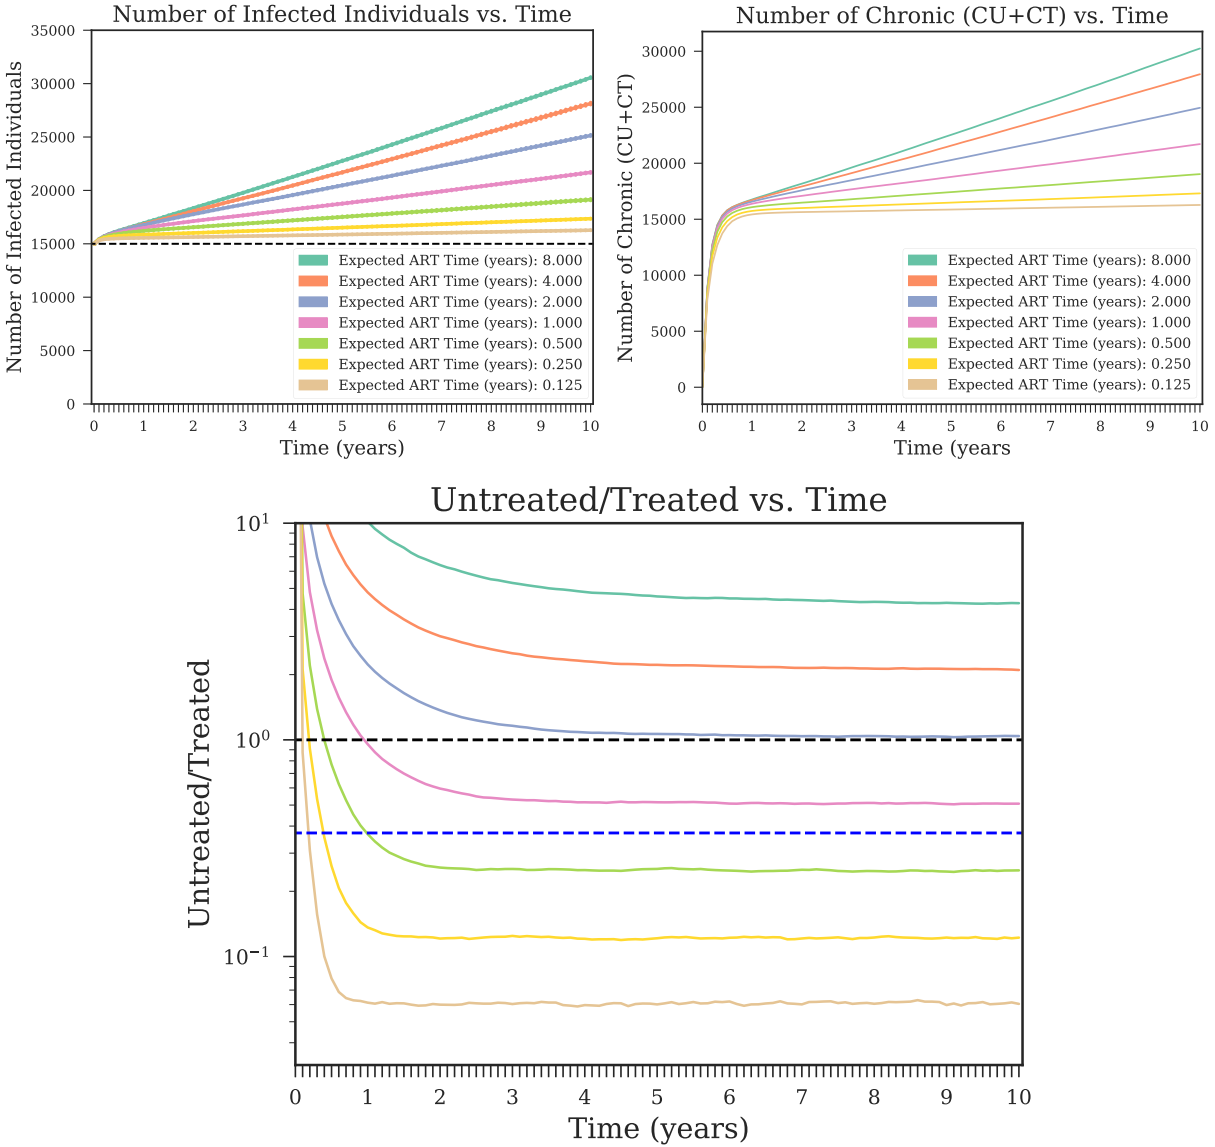 Number of Infected Individuals vs. Time
Number of Infected Individuals
35000
30000
25000
20000
15000
10000
5000
0
Expected ART Time (years): 8.000
Expected ART Time (years): 4.000
Expected ART Time (years): 2.000
Expected ART Time (years): 1.000
Expected ART Time (years): 0.500
Expected ART Time (years): 0.250
Expected ART Time (years): 0.125
0 1 2 3 4 5 6 7 8 9 10
Time (years)
Number of Chronic (CU+CT) vs. Time
Number of Chronic (CU+CT)
30000
25000
20000
15000
10000
5000
0
Expected ART Time (years): 8.000
Expected ART Time (years): 4.000
Expected ART Time (years): 2.000
Expected ART Time (years): 1.000
Expected ART Time (years): 0.500
Expected ART Time (years): 0.250
Expected ART Time (years): 0.125
0 1 2 3 4 5 6 7 8 9 10
Time (years
Untreated/Treated vs. Time
Untreated/Treated
10¹
10⁰
10⁻¹
0 1 2 3 4 5 6 7 8 9 10
Time (years)